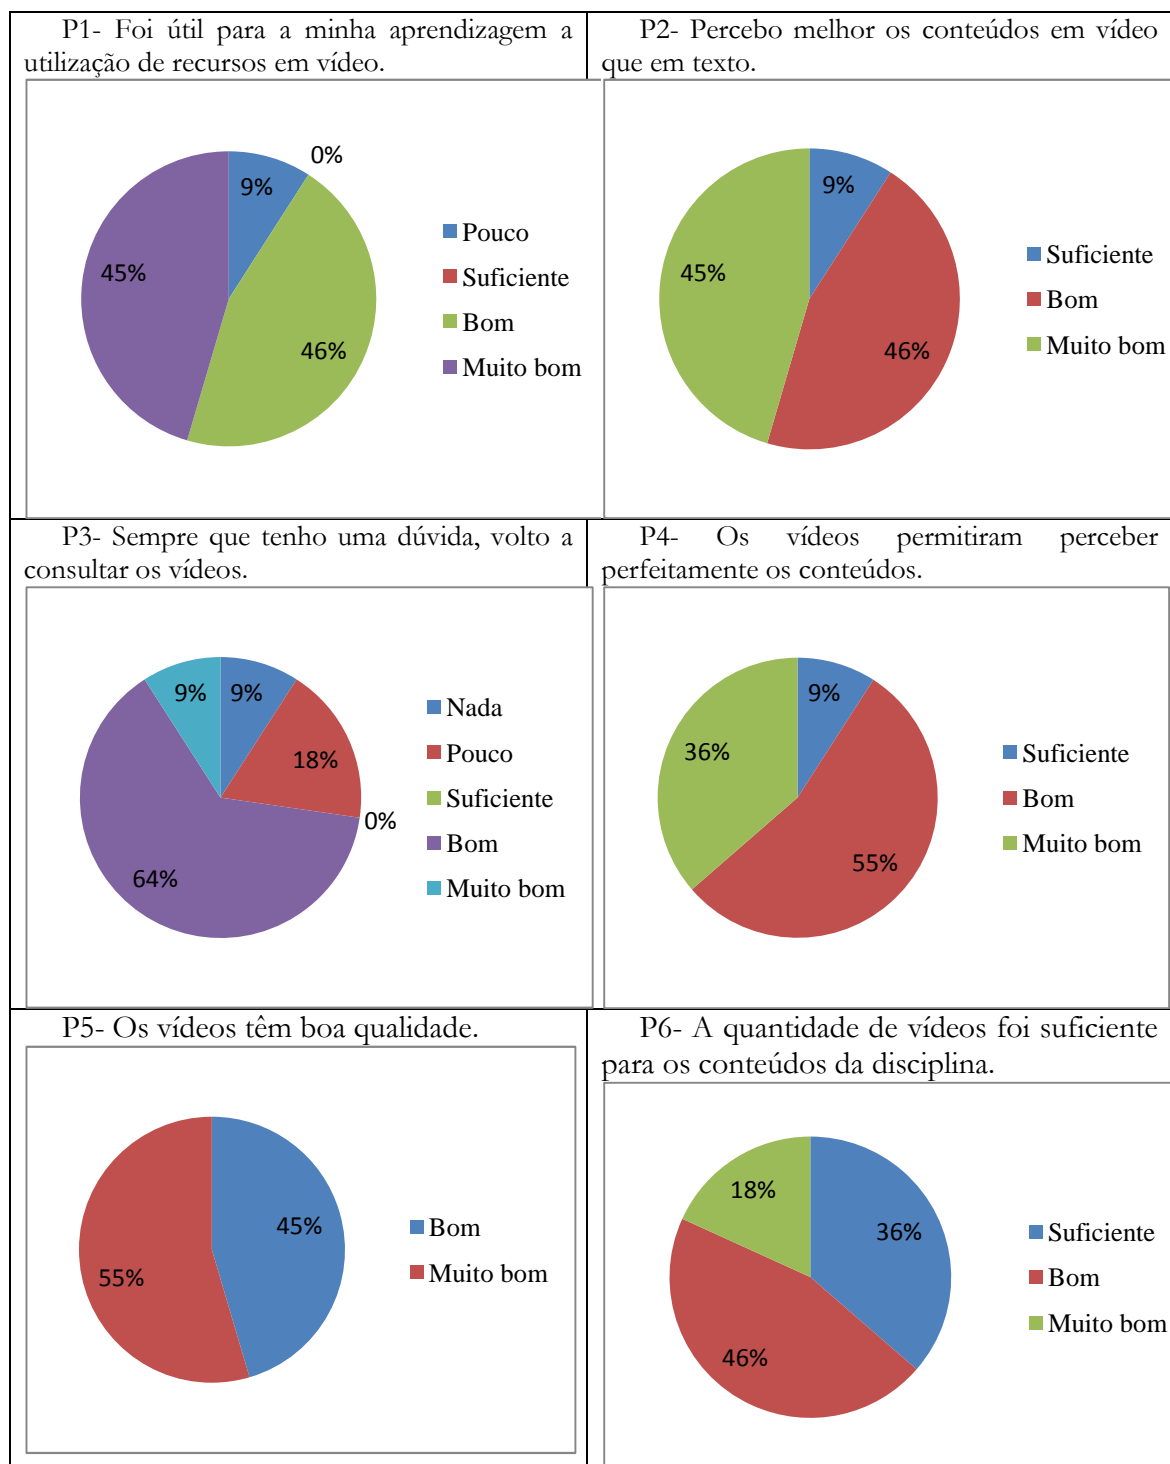 P1- Foi útil para a minha aprendizagem a
utilização de recursos em vídeo.
9%
0%
46%
45%
Pouco
Suficiente
Bom
Muito bom
P2- Percebo melhor os conteúdos em vídeo
que em texto.
9%
46%
45%
Suficiente
Bom
Muito bom
P3- Sempre que tenho uma dúvida, volto a
consultar os vídeos.
9%
9%
18%
0%
64%
Nada
Pouco
Suficiente
Bom
Muito bom
P4- Os vídeos permitiram perceber
perfeitamente os conteúdos.
9%
36%
55%
Suficiente
Bom
Muito bom
P5- Os vídeos têm boa qualidade.
45%
55%
Bom
Muito bom
P6- A quantidade de vídeos foi suficiente
para os conteúdos da disciplina.
18%
36%
46%
Suficiente
Bom
Muito bom